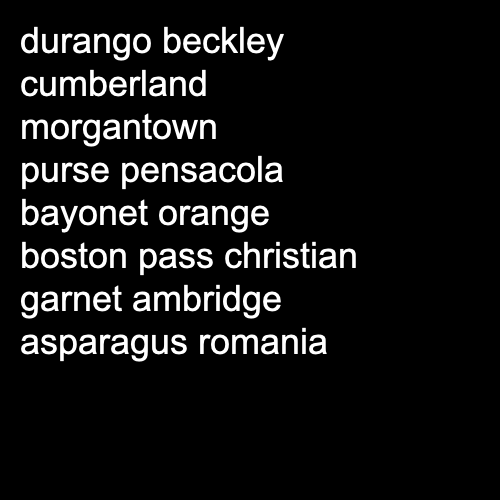 durango beckley
cumberland
morgantown
purse pensacola
bayonet orange
boston pass christian
garnet ambridge
asparagus romania